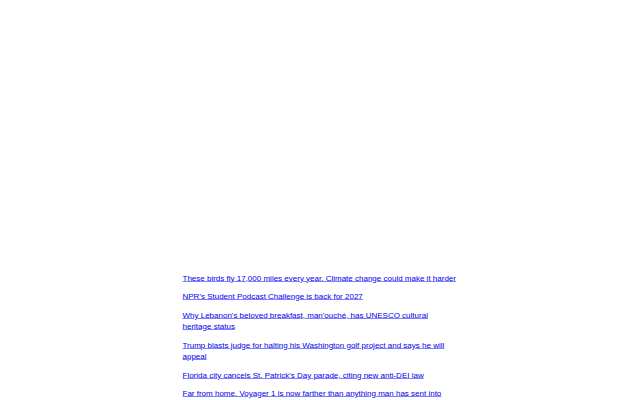 These birds fly 17,000 miles every year. Climate change could make it harder
NPR's Student Podcast Challenge is back for 2027
Why Lebanon's beloved breakfast, man'ouché, has UNESCO cultural
heritage status
Trump blasts judge for halting his Washington golf project and says he will
appeal
Florida city cancels St. Patrick's Day parade, citing new anti-DEI law
Far from home, Voyager 1 is now farther than anything man has sent into